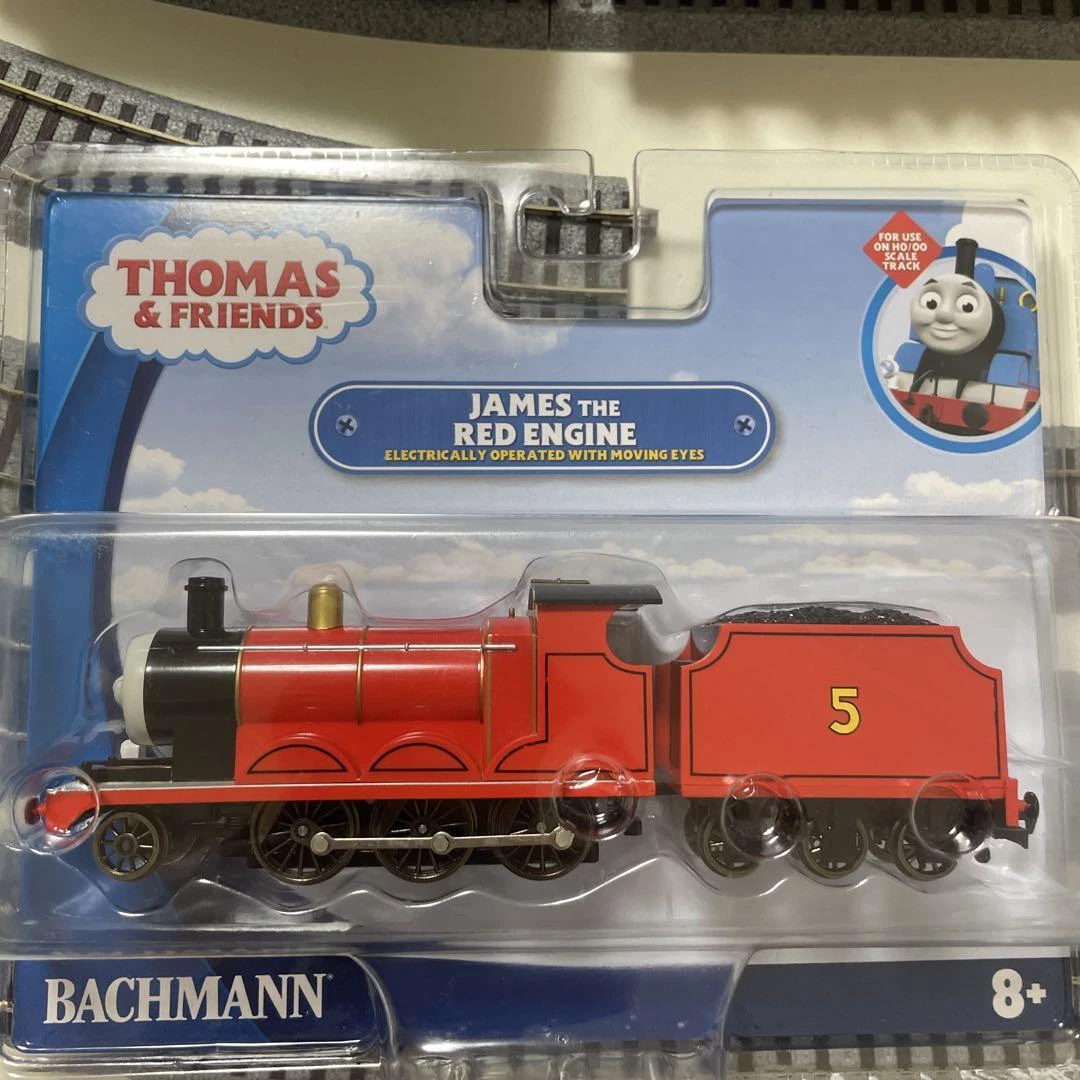 THOMAS
& FRIENDS
FOR USE
ON HO/OO
SCALE
TRACK
JAMES THE
RED ENGINE
ELECTRICALLY OPERATED WITH MOVING EYES
5
BACHMANN
8+